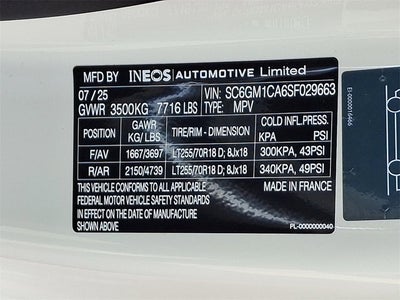 MFD BY INEOS AUTOMOTIVE Limited
07 / 25 VIN: SC6GM1CA6SF029663
GVWR 3500KG 7716 LBS TYPE: MPV
POSITION GAWR KG/ LBS TIRE/RIM - DIMENSION COLD INFL. PRESS. KPA PSI
F/AV 1667/3697 LT255/70R18 D; 8Jx18 300KPA, 43PSI
R/AR 2150/4739 LT255/70R18 D; 8Jx18 340KPA, 49PSI
THIS VEHICLE CONFORMS TO ALL APPLICABLE MADE IN FRANCE
FEDERAL MOTOR VEHICLE SAFETY STANDARDS
IN EFFECT ON THE DATE OF MANUFACTURE
SHOWN ABOVE
PL-0000000040
EI-0000016466